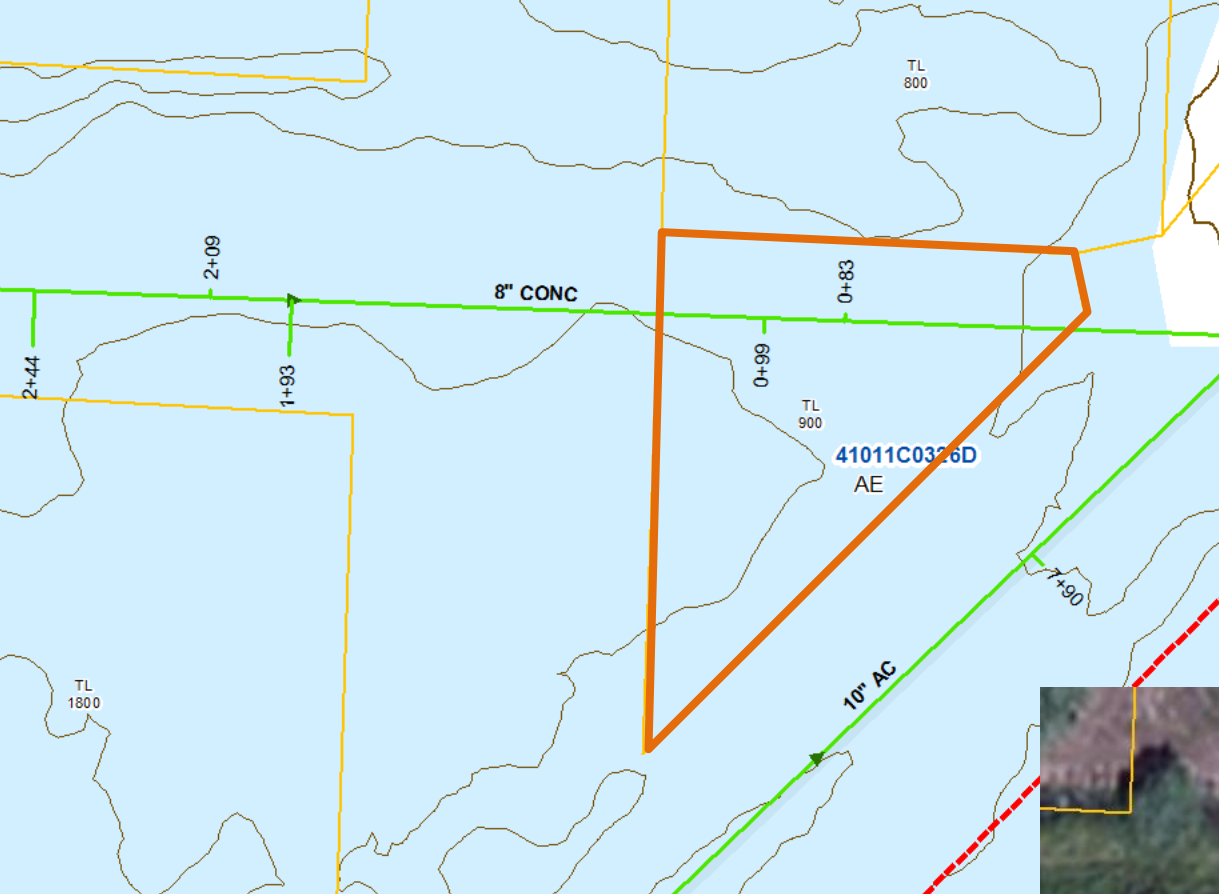 TL
800
2+09
8" CONC
0+83
2+44
1+93
0+99
TL
900
41011C0326D
AE
7+90
10" AC
TL
1800